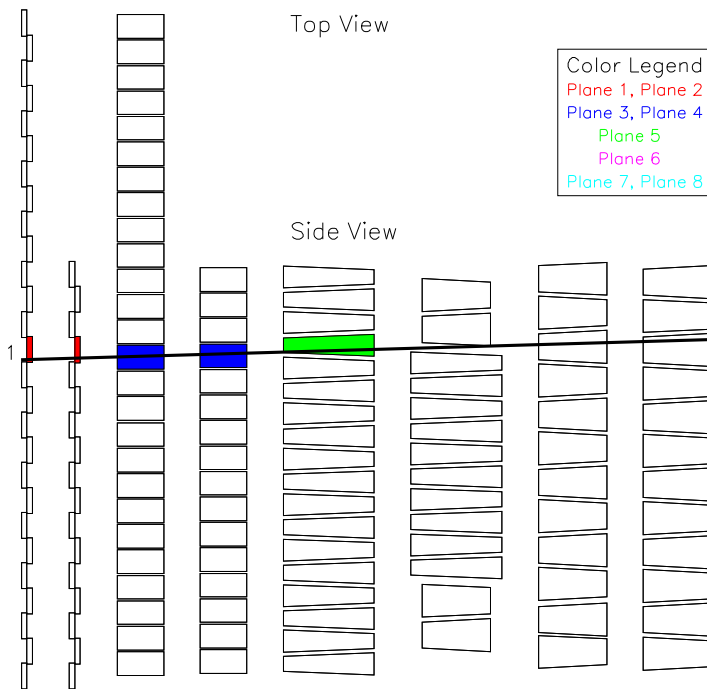 Top View
Color Legend
Plane 1, Plane 2
Plane 3, Plane 4
Plane 5
Plane 6
Plane 7, Plane 8
Side View
1